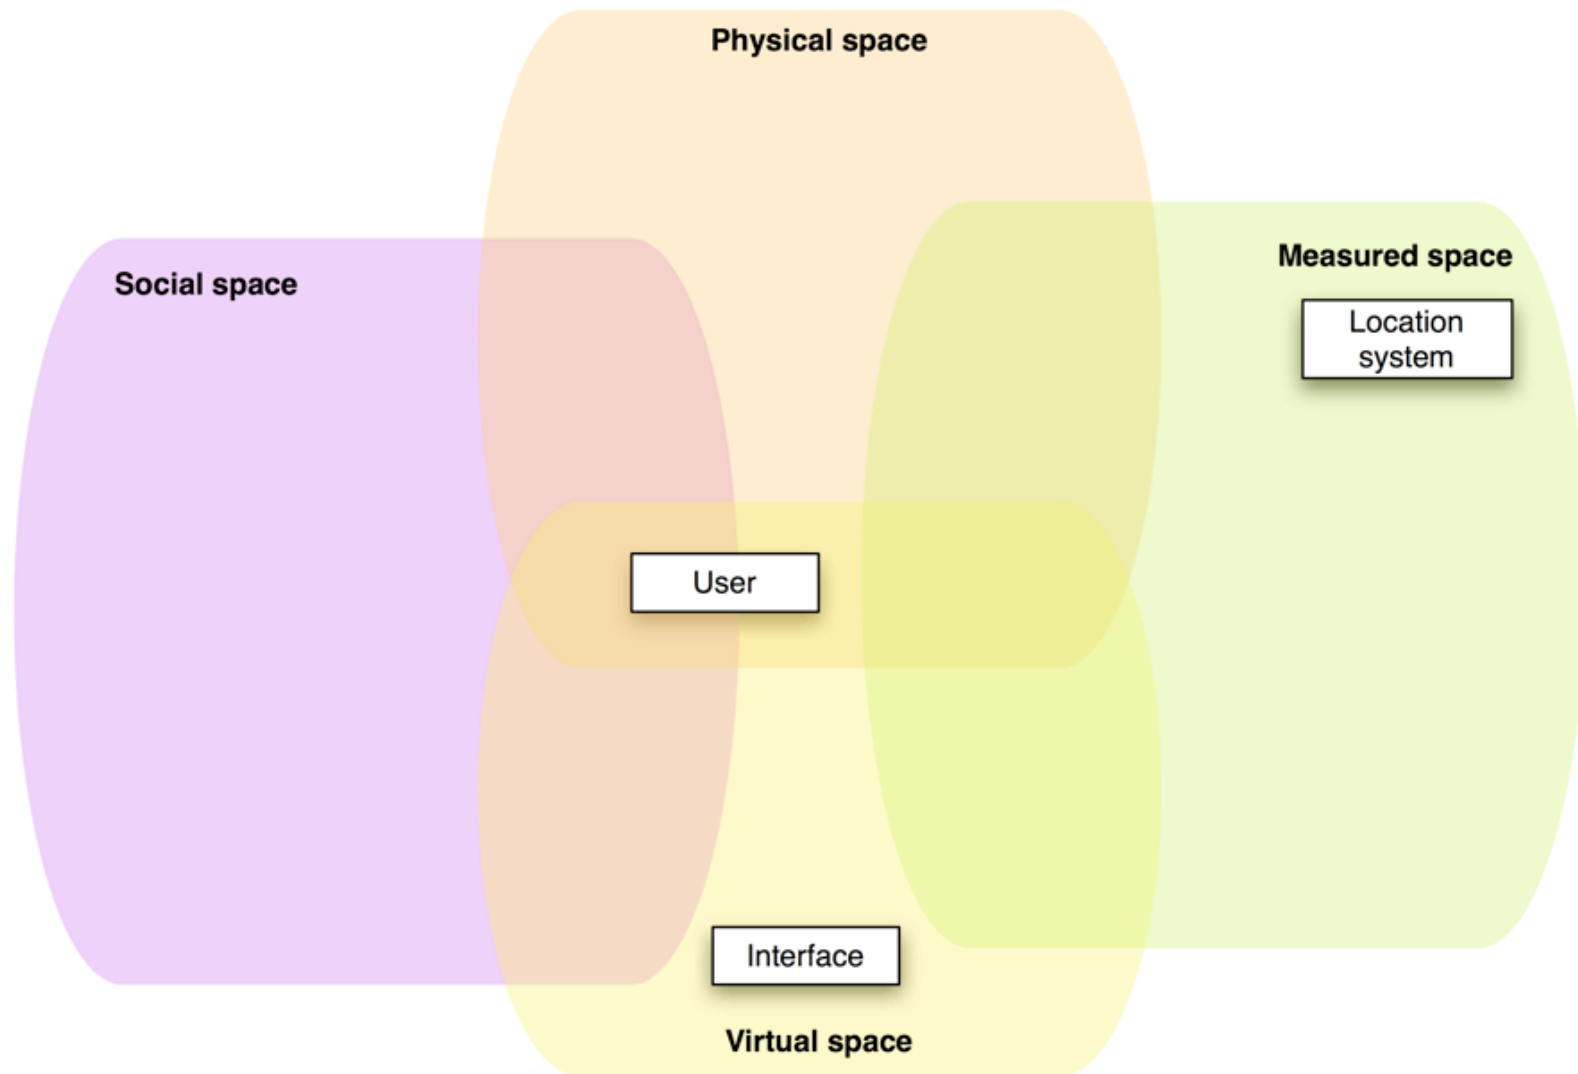 Physical space
Measured space
Social space
Location
system
User
Interface
Virtual space